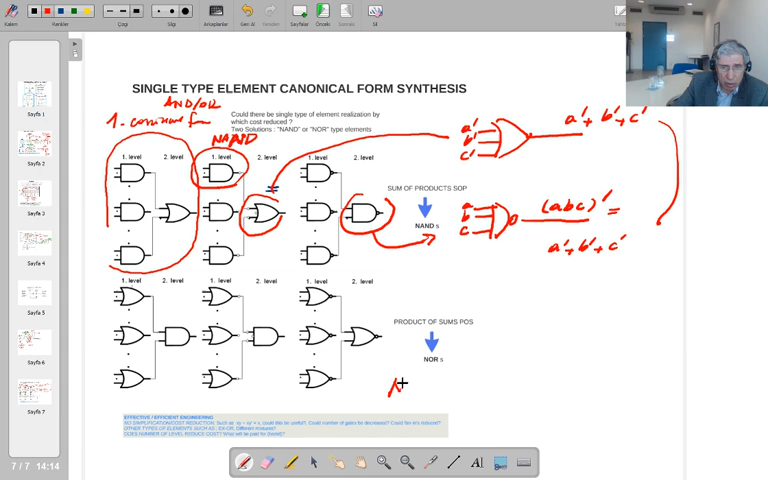 Kalem
Renkler
Çizgi
Silgi
Arkaplanlar
Geri Al
Yenileme
Sayfalar
Önceki
Sonraki
Sil
Sayfa 1
Sayfa 2
Sayfa 3
Sayfa 4
Sayfa 5
Sayfa 6
Sayfa 7
SINGLE TYPE ELEMENT CANONICAL FORM SYNTHESIS
AND/OR
1. canonical form
Could there be single type of element realization by
which cost reduced ?
Two Solutions : "NAND" or "NOR" type elements
NAND
1. level 2. level
1. level 2. level
1. level 2. level
a'
b'
c'
a' + b' + c'
SUM OF PRODUCTS SOP
NAND s
a
b
c
(abc)' =
a' + b' + c'
1. level 2. level
1. level 2. level
1. level 2. level
PRODUCT OF SUMS POS
NOR s
EFFECTIVE / EFFICIENT ENGINEERING
7 / 7 14:14
AI